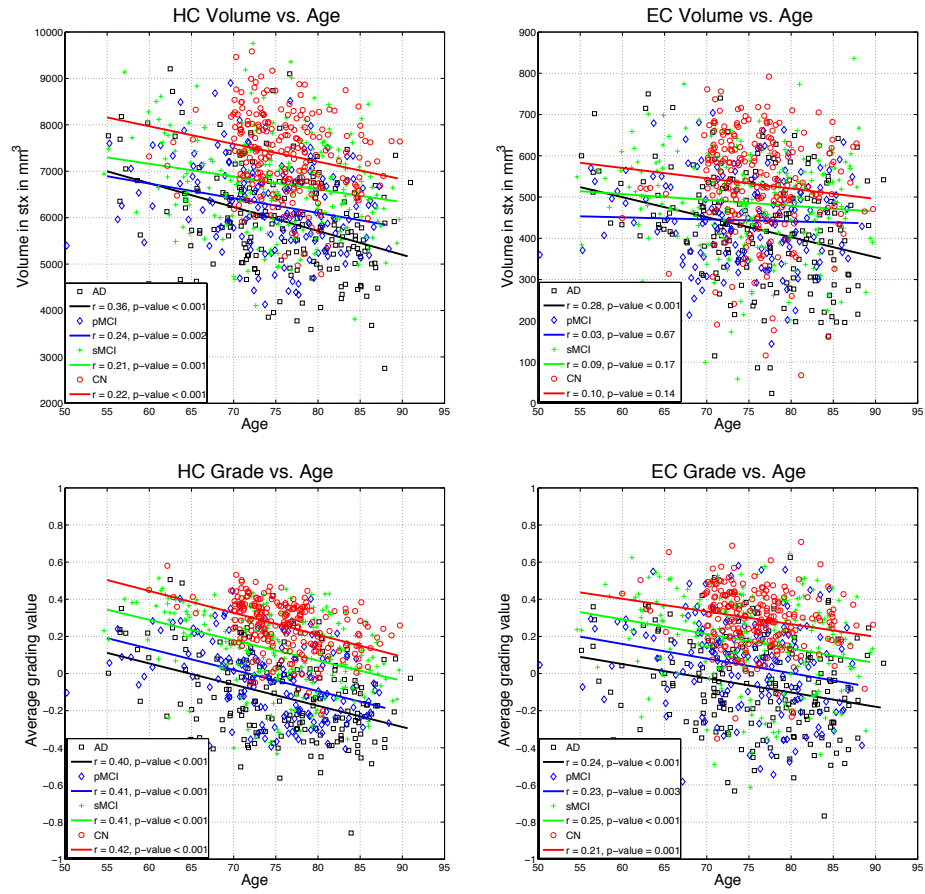 HC Volume vs. Age
10000
9000
8000
7000
6000
5000
4000
3000
2000
Volume in stx in mm³
AD
r = 0.36, p-value < 0.001
pMCI
r = 0.24, p-value = 0.002
sMCI
r = 0.21, p-value = 0.001
CN
r = 0.22, p-value < 0.001
50 55 60 65 70 75 80 85 90 95
Age
EC Volume vs. Age
900
800
700
600
500
400
300
200
100
0
Volume in stx in mm³
AD
r = 0.28, p-value < 0.001
pMCI
r = 0.03, p-value = 0.67
sMCI
r = 0.09, p-value = 0.17
CN
r = 0.10, p-value = 0.14
50 55 60 65 70 75 80 85 90 95
Age
HC Grade vs. Age
1
0.8
0.6
0.4
0.2
0
−0.2
−0.4
−0.6
−0.8
−1
Average grading value
AD
r = 0.40, p-value < 0.001
pMCI
r = 0.41, p-value < 0.001
sMCI
r = 0.41, p-value < 0.001
CN
r = 0.42, p-value < 0.001
50 55 60 65 70 75 80 85 90 95
Age
EC Grade vs. Age
1
0.8
0.6
0.4
0.2
0
−0.2
−0.4
−0.6
−0.8
−1
Average grading value
AD
r = 0.24, p-value < 0.001
pMCI
r = 0.23, p-value = 0.003
sMCI
r = 0.25, p-value < 0.001
CN
r = 0.21, p-value = 0.001
50 55 60 65 70 75 80 85 90 95
Age